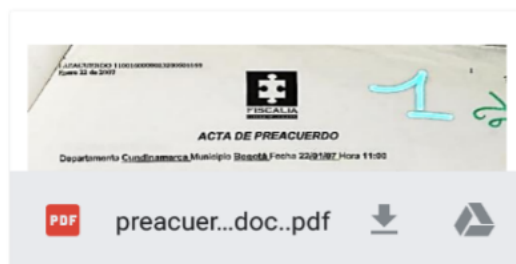 1
FISCALIA
ACTA DE PREACUERDO
Departamento Cundinamarca Municipio Bogotá Fecha 22/01/07 Hora 11:00
PDF preacuer...doc..pdf